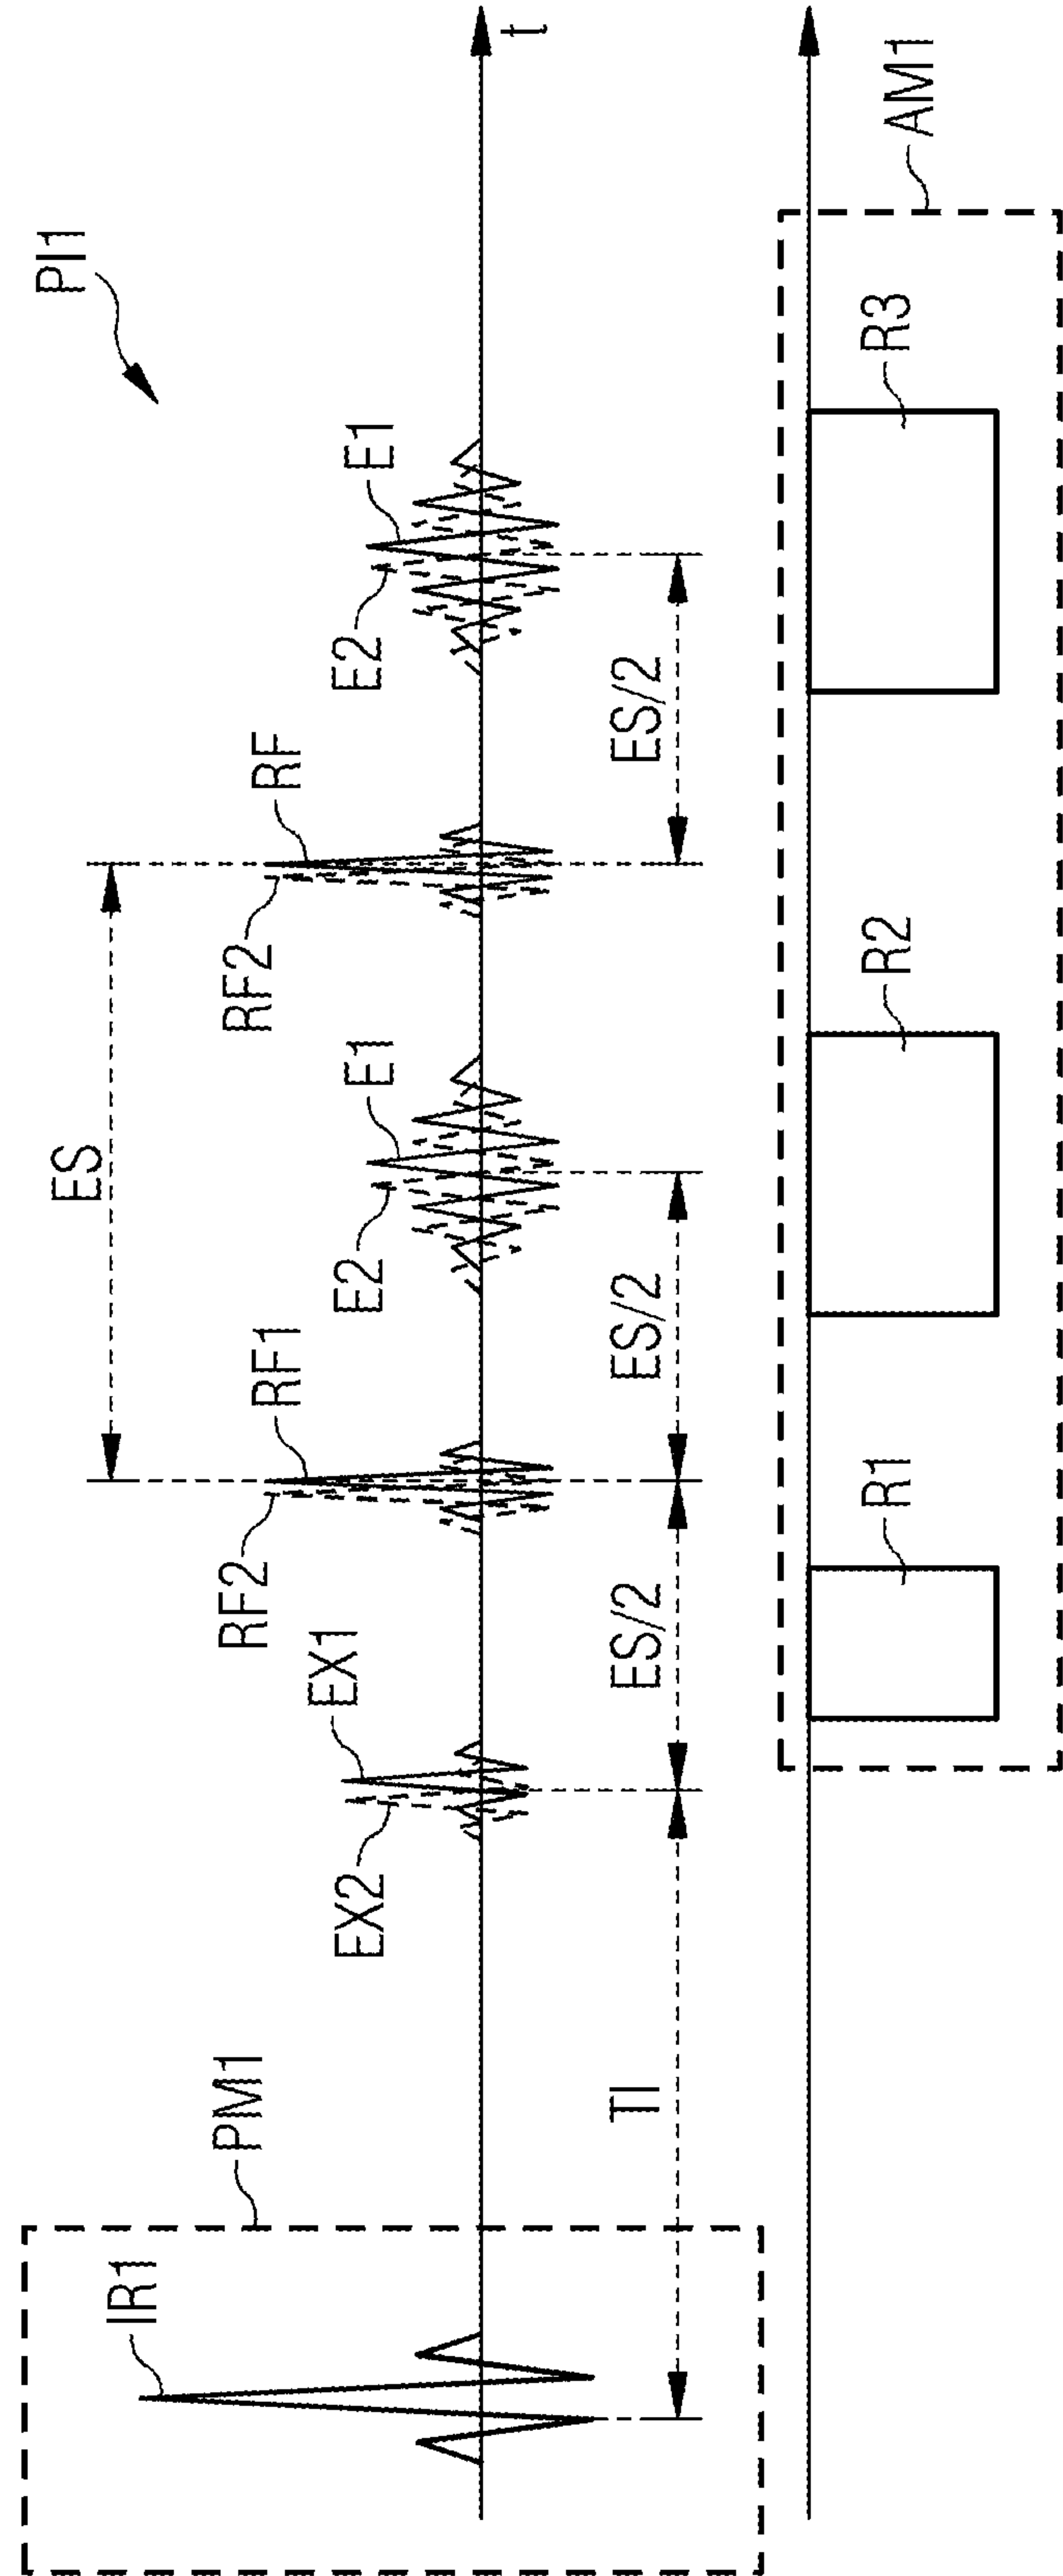 PI1
PM1
IR1
ES
EX2
EX1
RF2
RF1
E2
E1
RF2
RF
E2
E1
t
TI
ES/2
ES/2
ES/2
R1
R2
R3
AM1